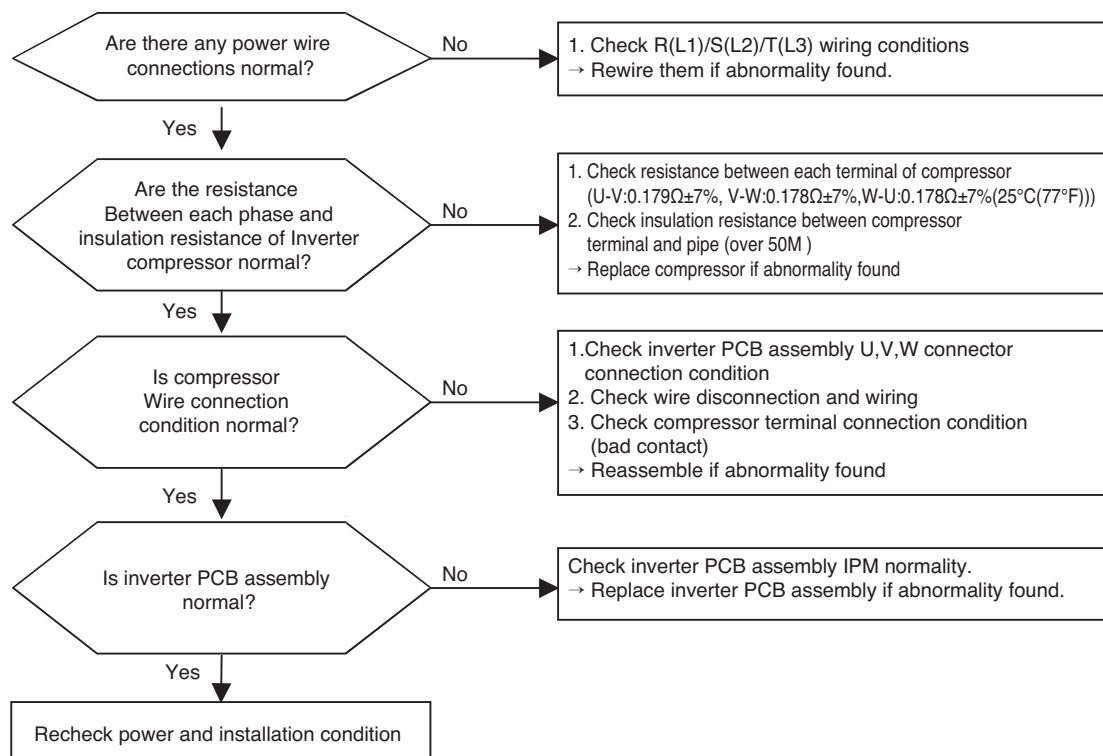 Are there any power wire
connections normal?
No
1. Check R(L1)/S(L2)/T(L3) wiring conditions
→ Rewire them if abnormality found.
Yes
Are the resistance
Between each phase and
insulation resistance of Inverter
compressor normal?
No
1. Check resistance between each terminal of compressor
(U-V:0.179Ω±7%, V-W:0.178Ω±7%,W-U:0.178Ω±7%(25°C(77°F)))
2. Check insulation resistance between compressor
terminal and pipe (over 50M )
→ Replace compressor if abnormality found
Yes
Is compressor
Wire connection
condition normal?
No
1.Check inverter PCB assembly U,V,W connector
connection condition
2. Check wire disconnection and wiring
3. Check compressor terminal connection condition
(bad contact)
→ Reassemble if abnormality found
Yes
Is inverter PCB assembly
normal?
No
Check inverter PCB assembly IPM normality.
→ Replace inverter PCB assembly if abnormality found.
Yes
Recheck power and installation condition